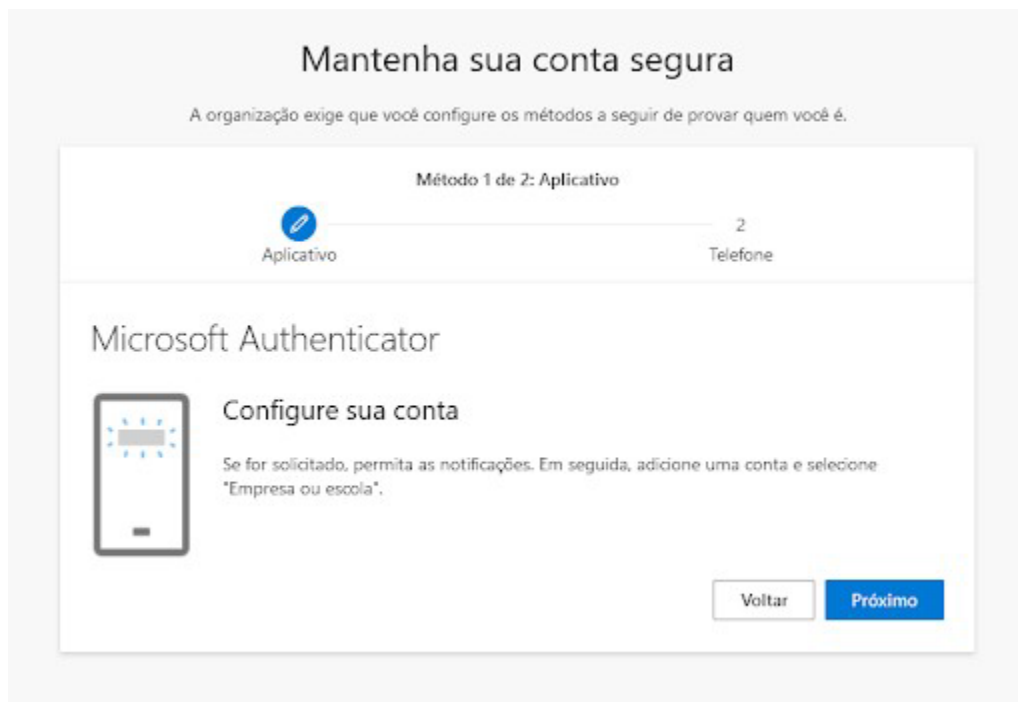 Mantenha sua conta segura
A organização exige que você configure os métodos a seguir de provar quem você é.
Método 1 de 2: Aplicativo
2
Aplicativo
Telefone
Microsoft Authenticator
Configure sua conta
Se for solicitado, permita as notificações. Em seguida, adicione uma conta e selecione
"Empresa ou escola".
Voltar
Próximo